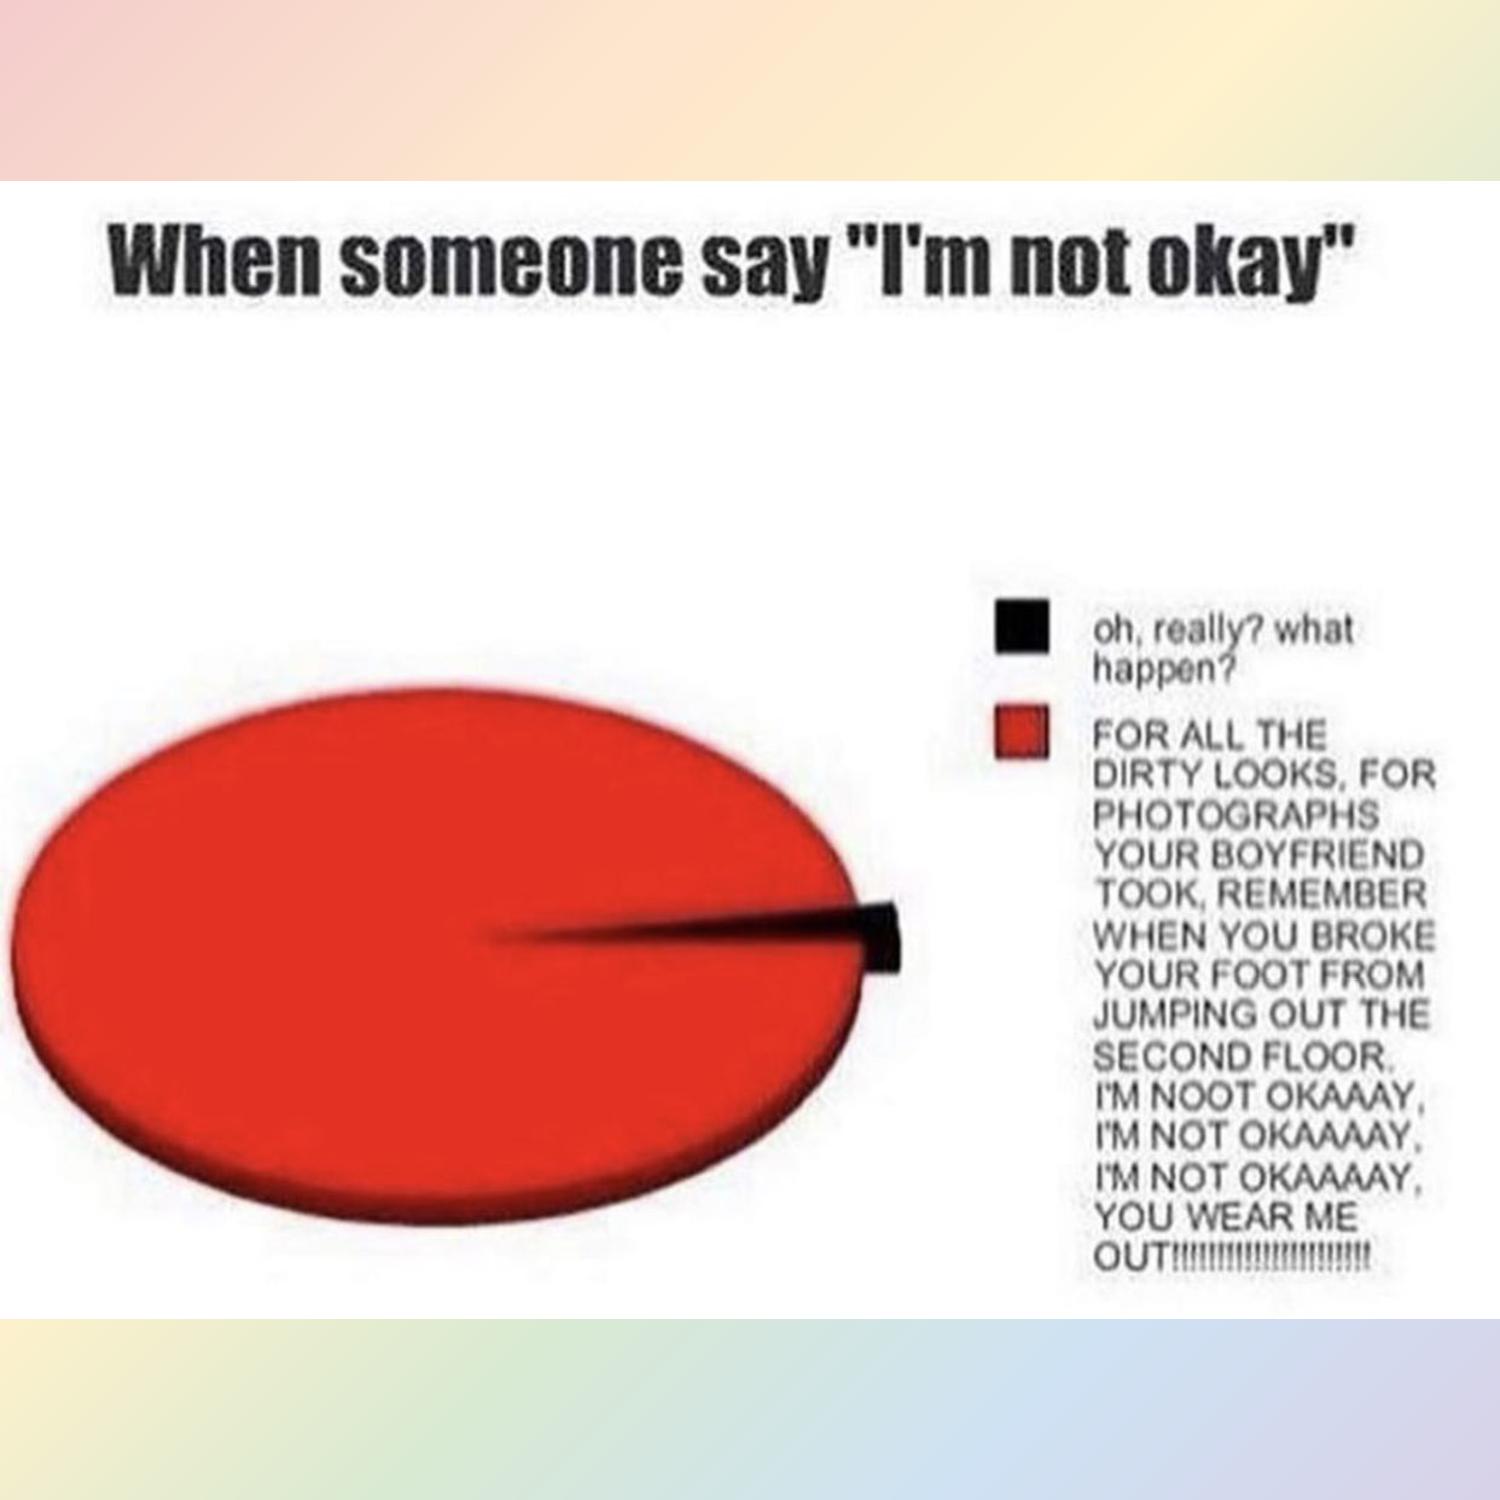 When someone say "I'm not okay"
oh, really? what
happen?
FOR ALL THE
DIRTY LOOKS, FOR
PHOTOGRAPHS
YOUR BOYFRIEND
TOOK, REMEMBER
WHEN YOU BROKE
YOUR FOOT FROM
JUMPING OUT THE
SECOND FLOOR.
I'M NOOT OKAAAY,
I'M NOT OKAAAAY,
I'M NOT OKAAAAY,
YOU WEAR ME
OUT!!!!!!!!!!!!!!!!!!!!!!!